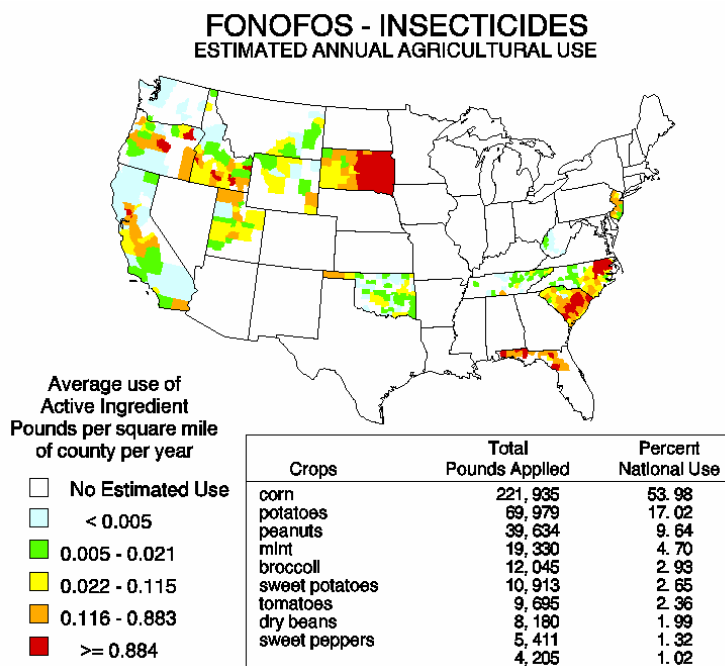 FONOFOS - INSECTICIDES
ESTIMATED ANNUAL AGRICULTURAL USE
Average use of
Active Ingredient
Pounds per square mile
of county per year
No Estimated Use
< 0.005
0.005 - 0.021
0.022 - 0.115
0.116 - 0.883
>= 0.884
Crops Total Pounds Applied Percent National Use
corn 221, 935 53. 98
potatoes 69, 979 17. 02
peanuts 39, 634 9. 64
mint 19, 330 4. 70
broccoli 12, 045 2. 93
sweet potatoes 10, 913 2. 65
tomatoes 9, 695 2. 36
dry beans 8, 180 1. 99
sweet peppers 5, 411 1. 32
4, 205 1. 02